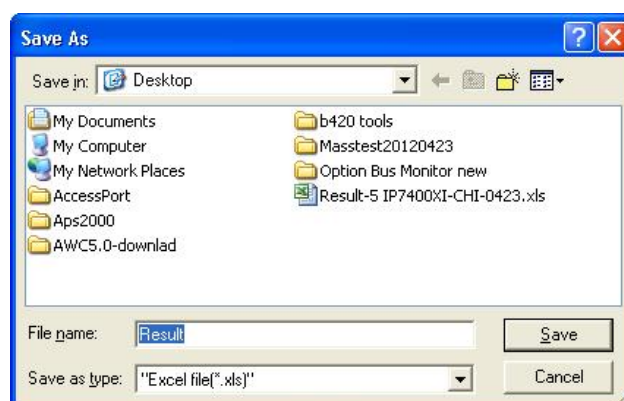 Save As
Save in: Desktop
My Documents
My Computer
My Network Places
AccessPort
Aps2000
AWC5.0-downlad
b420 tools
Masstest20120423
Option Bus Monitor new
Result-5 IP7400XI-CHI-0423.xls
File name: Result
Save
Save as type: "Excel file(*.xls)"
Cancel